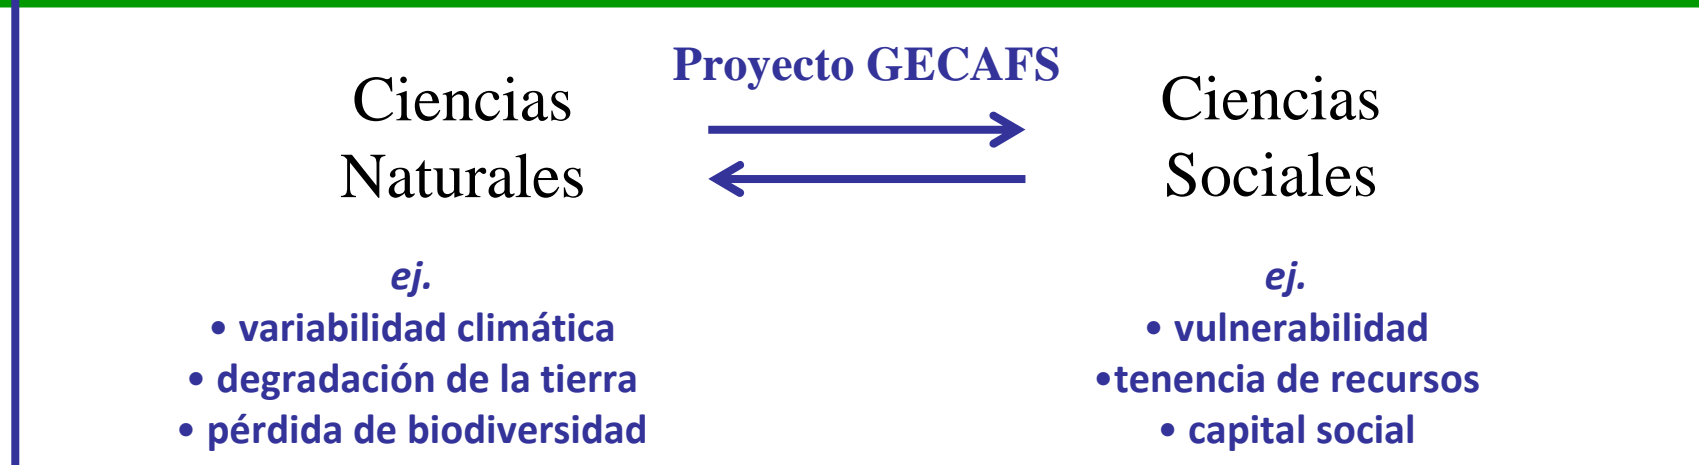 Proyecto GECAFS
Ciencias
Naturales
ej.
• variabilidad climática
• degradación de la tierra
• pérdida de biodiversidad
Ciencias
Sociales
ej.
• vulnerabilidad
•tenencia de recursos
• capital social